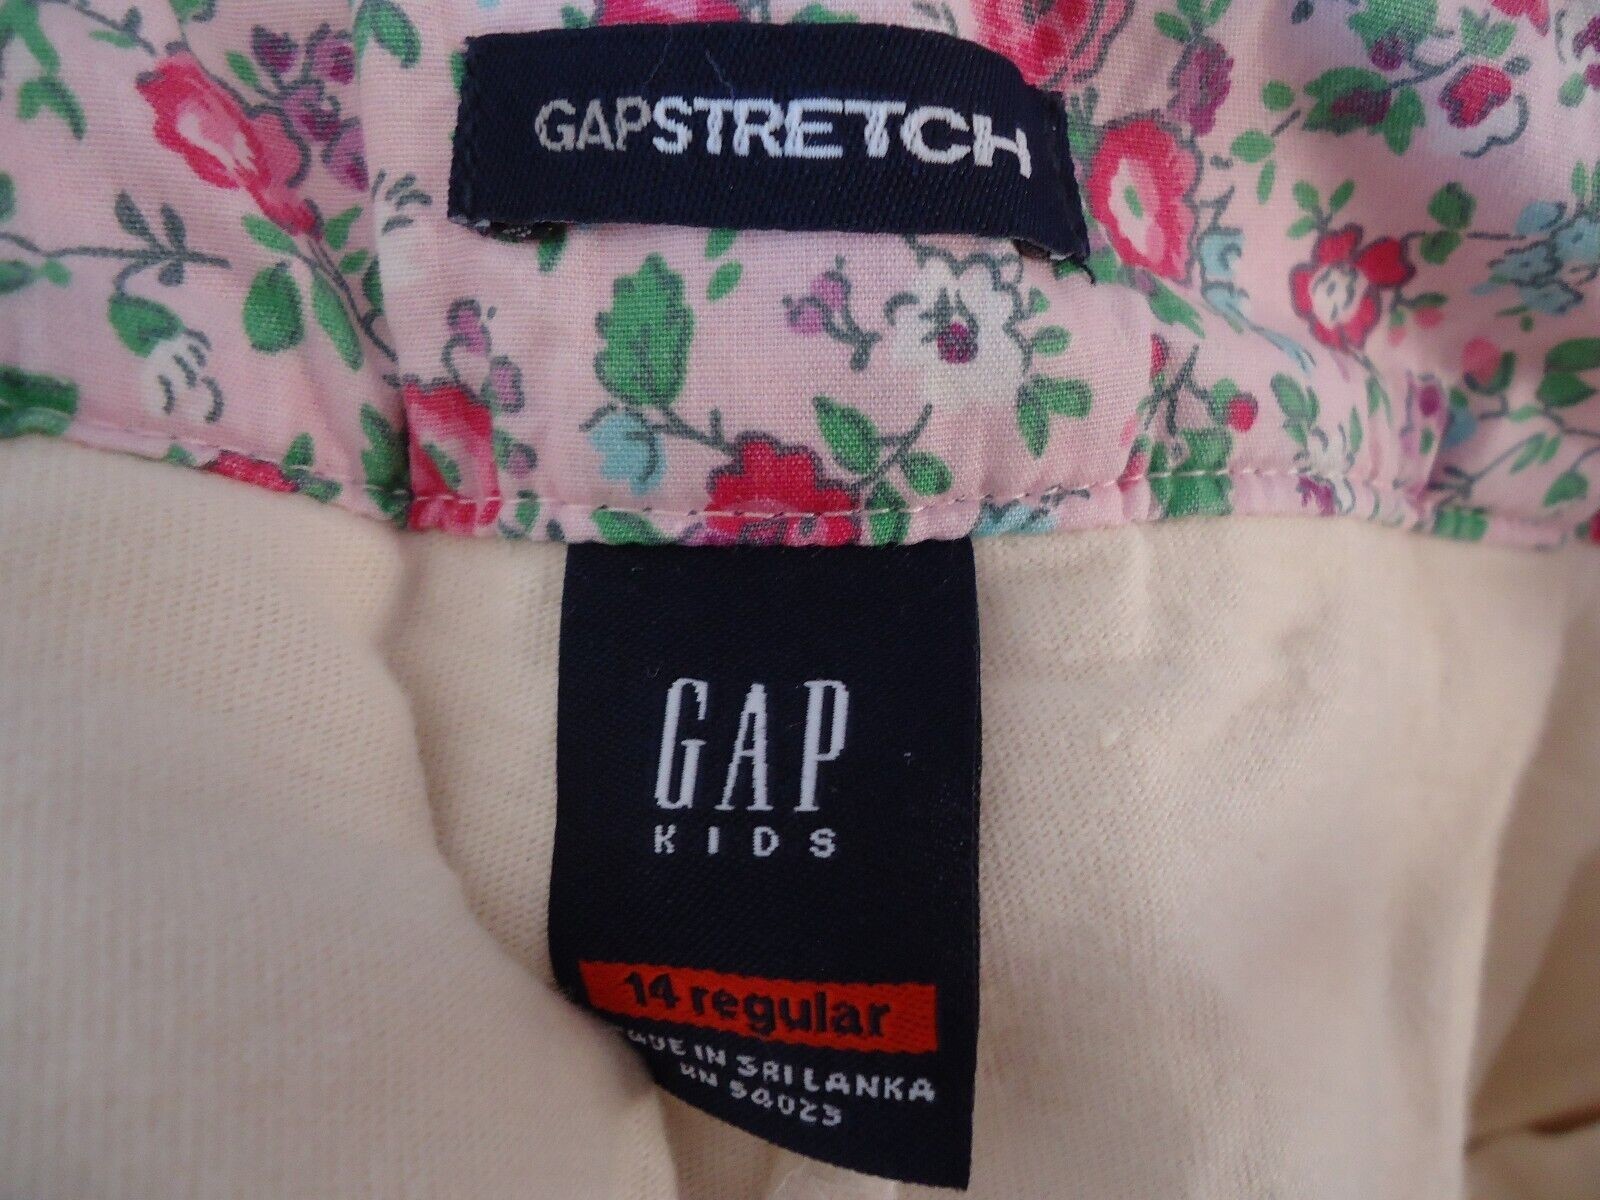 GAPSTRETCH
GAP
KIDS
14 regular
MADE IN SRI LANKA
RN 54023